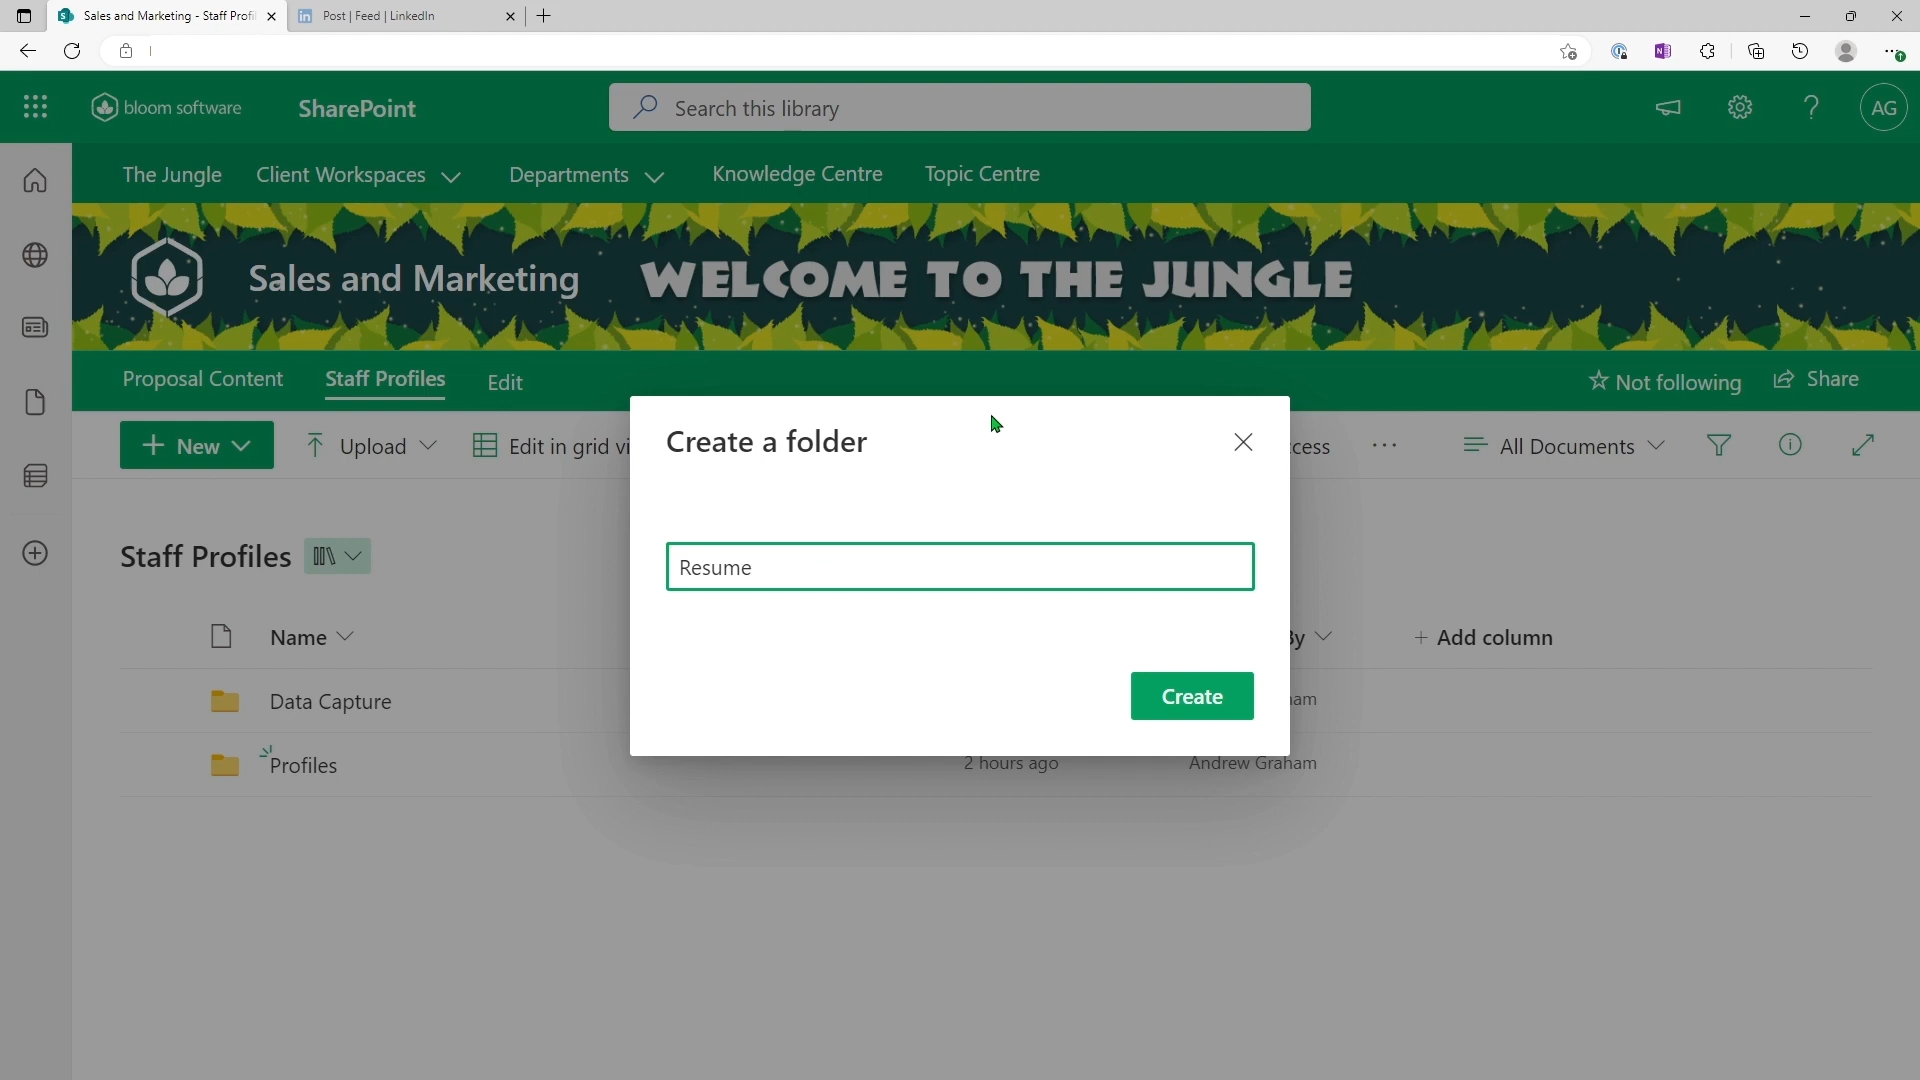 Sales and Marketing - Staff Profi
Post | Feed | LinkedIn
bloom software
SharePoint
Search this library
AG
The Jungle
Client Workspaces
Departments
Knowledge Centre
Topic Centre
Sales and Marketing
WELCOME TO THE JUNGLE
Proposal Content
Staff Profiles
Edit
Not following
Share
New
Upload
Edit in grid vi
cess
All Documents
Create a folder
Resume
Create
Staff Profiles
Name
By
Add column
Data Capture
am
Profiles
2 hours ago
Andrew Graham